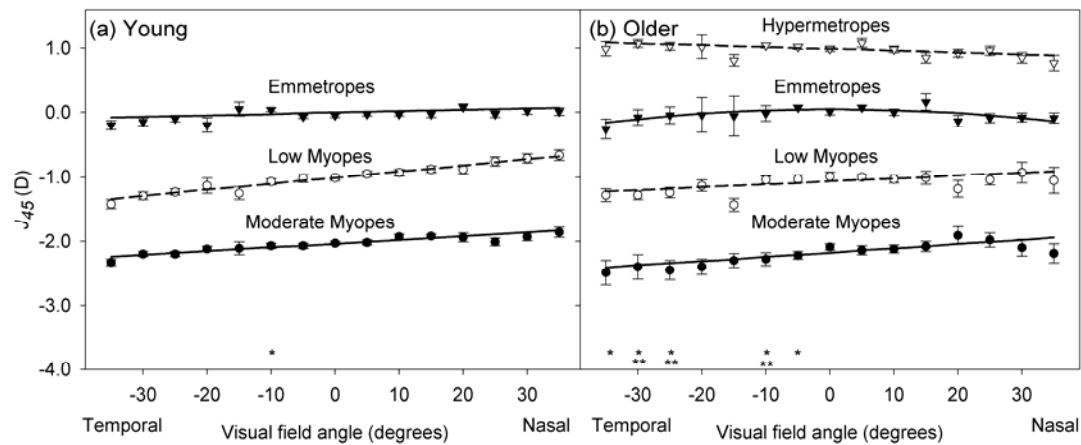 (a) Young
Emmetropes
Low Myopes
Moderate Myopes
J45 (D)
1.0
0.0
-1.0
-2.0
-3.0
-4.0
*
-30 -20 -10 0 10 20 30
Temporal Visual field angle (degrees) Nasal
(b) Older
Hypermetropes
Emmetropes
Low Myopes
Moderate Myopes
* * * * *
** ** **
-30 -20 -10 0 10 20 30
Temporal Visual field angle (degrees) Nasal